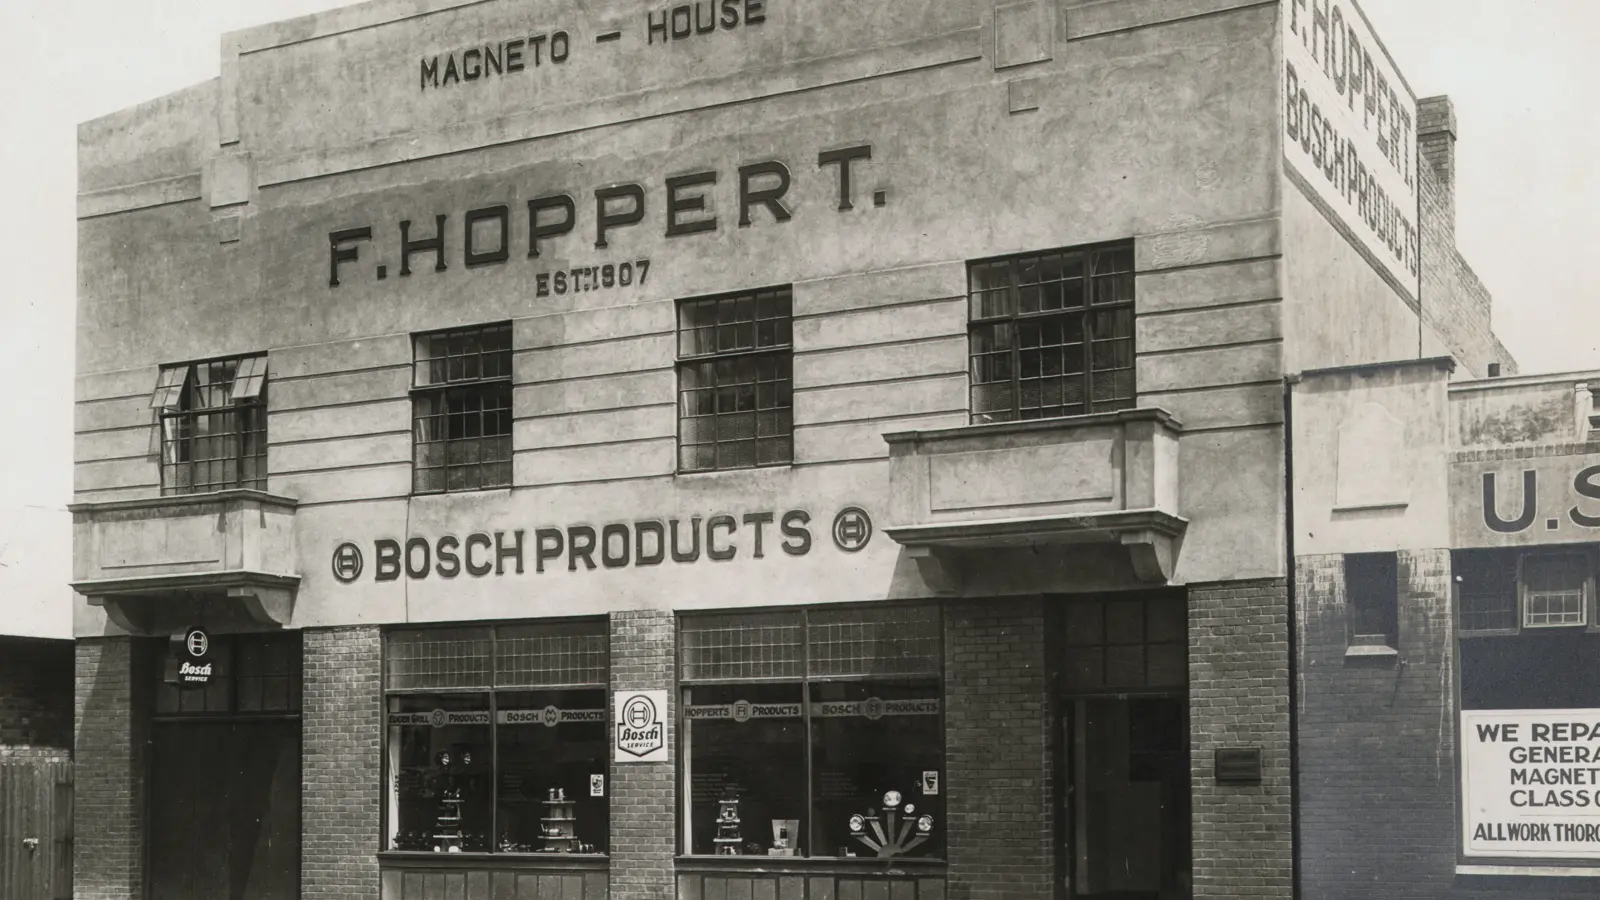 MAGNETO – HOUSE
F. HOPPERT.
ESTD. 1907
BOSCH PRODUCTS
F. HOPPERT.
BOSCH PRODUCTS
U.S
Bosch
SERVICE
PRODUCTS
BOSCH PRODUCTS
Bosch
SERVICE
HOPPERTS PRODUCTS
BOSCH PRODUCTS
WE REPA
GENERA
MAGNET
CLASS
ALL WORK THORO